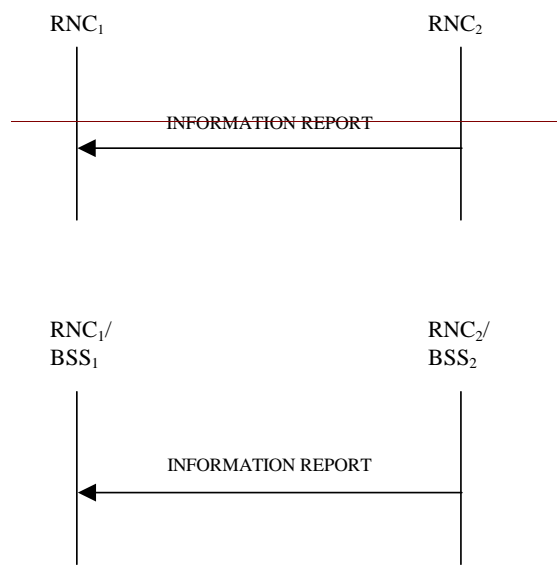 RNC₁ RNC₂
INFORMATION REPORT
RNC₁/ RNC₂/
BSS₁ BSS₂
INFORMATION REPORT